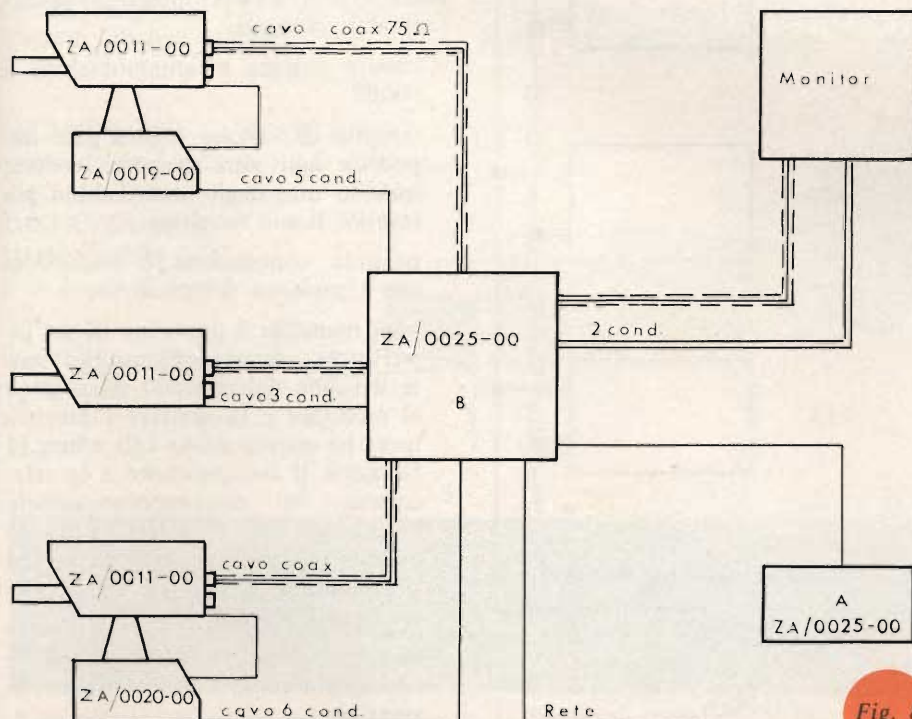 cavo coax 75 Ω
ZA/0011-00
Monitor
ZA/0019-00
cavo 5 cond.
ZA/0025-00
B
2 cond.
ZA/0011-00
cavo 3 cond.
cavo coax
ZA/0011-00
A
ZA/0025-00
ZA/0020-00
cavo 6 cond.
Rete
Fig.